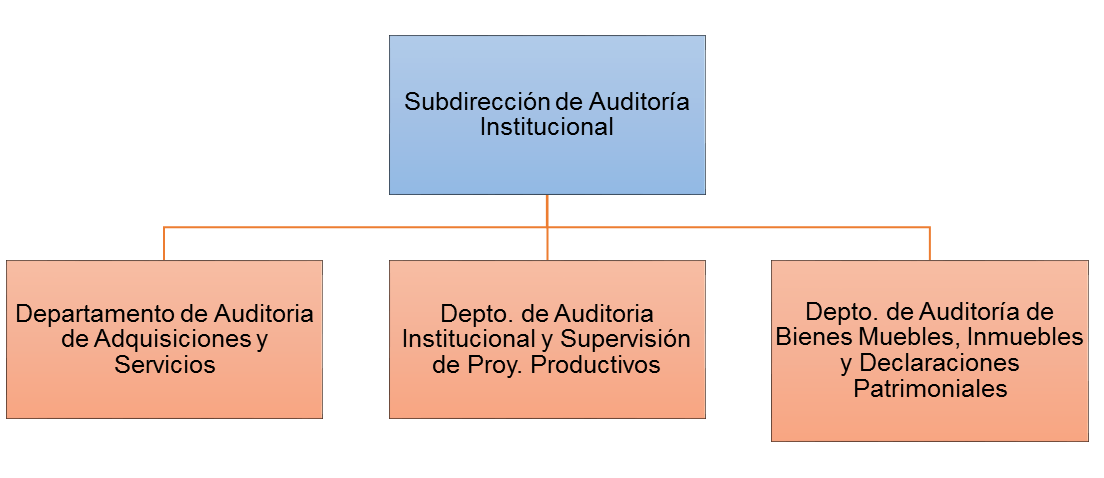 Subdirección de Auditoría
Institucional
Departamento de Auditoria
de Adquisiciones y
Servicios
Depto. de Auditoria
Institucional y Supervisión
de Proy. Productivos
Depto. de Auditoría de
Bienes Muebles, Inmuebles
y Declaraciones
Patrimoniales